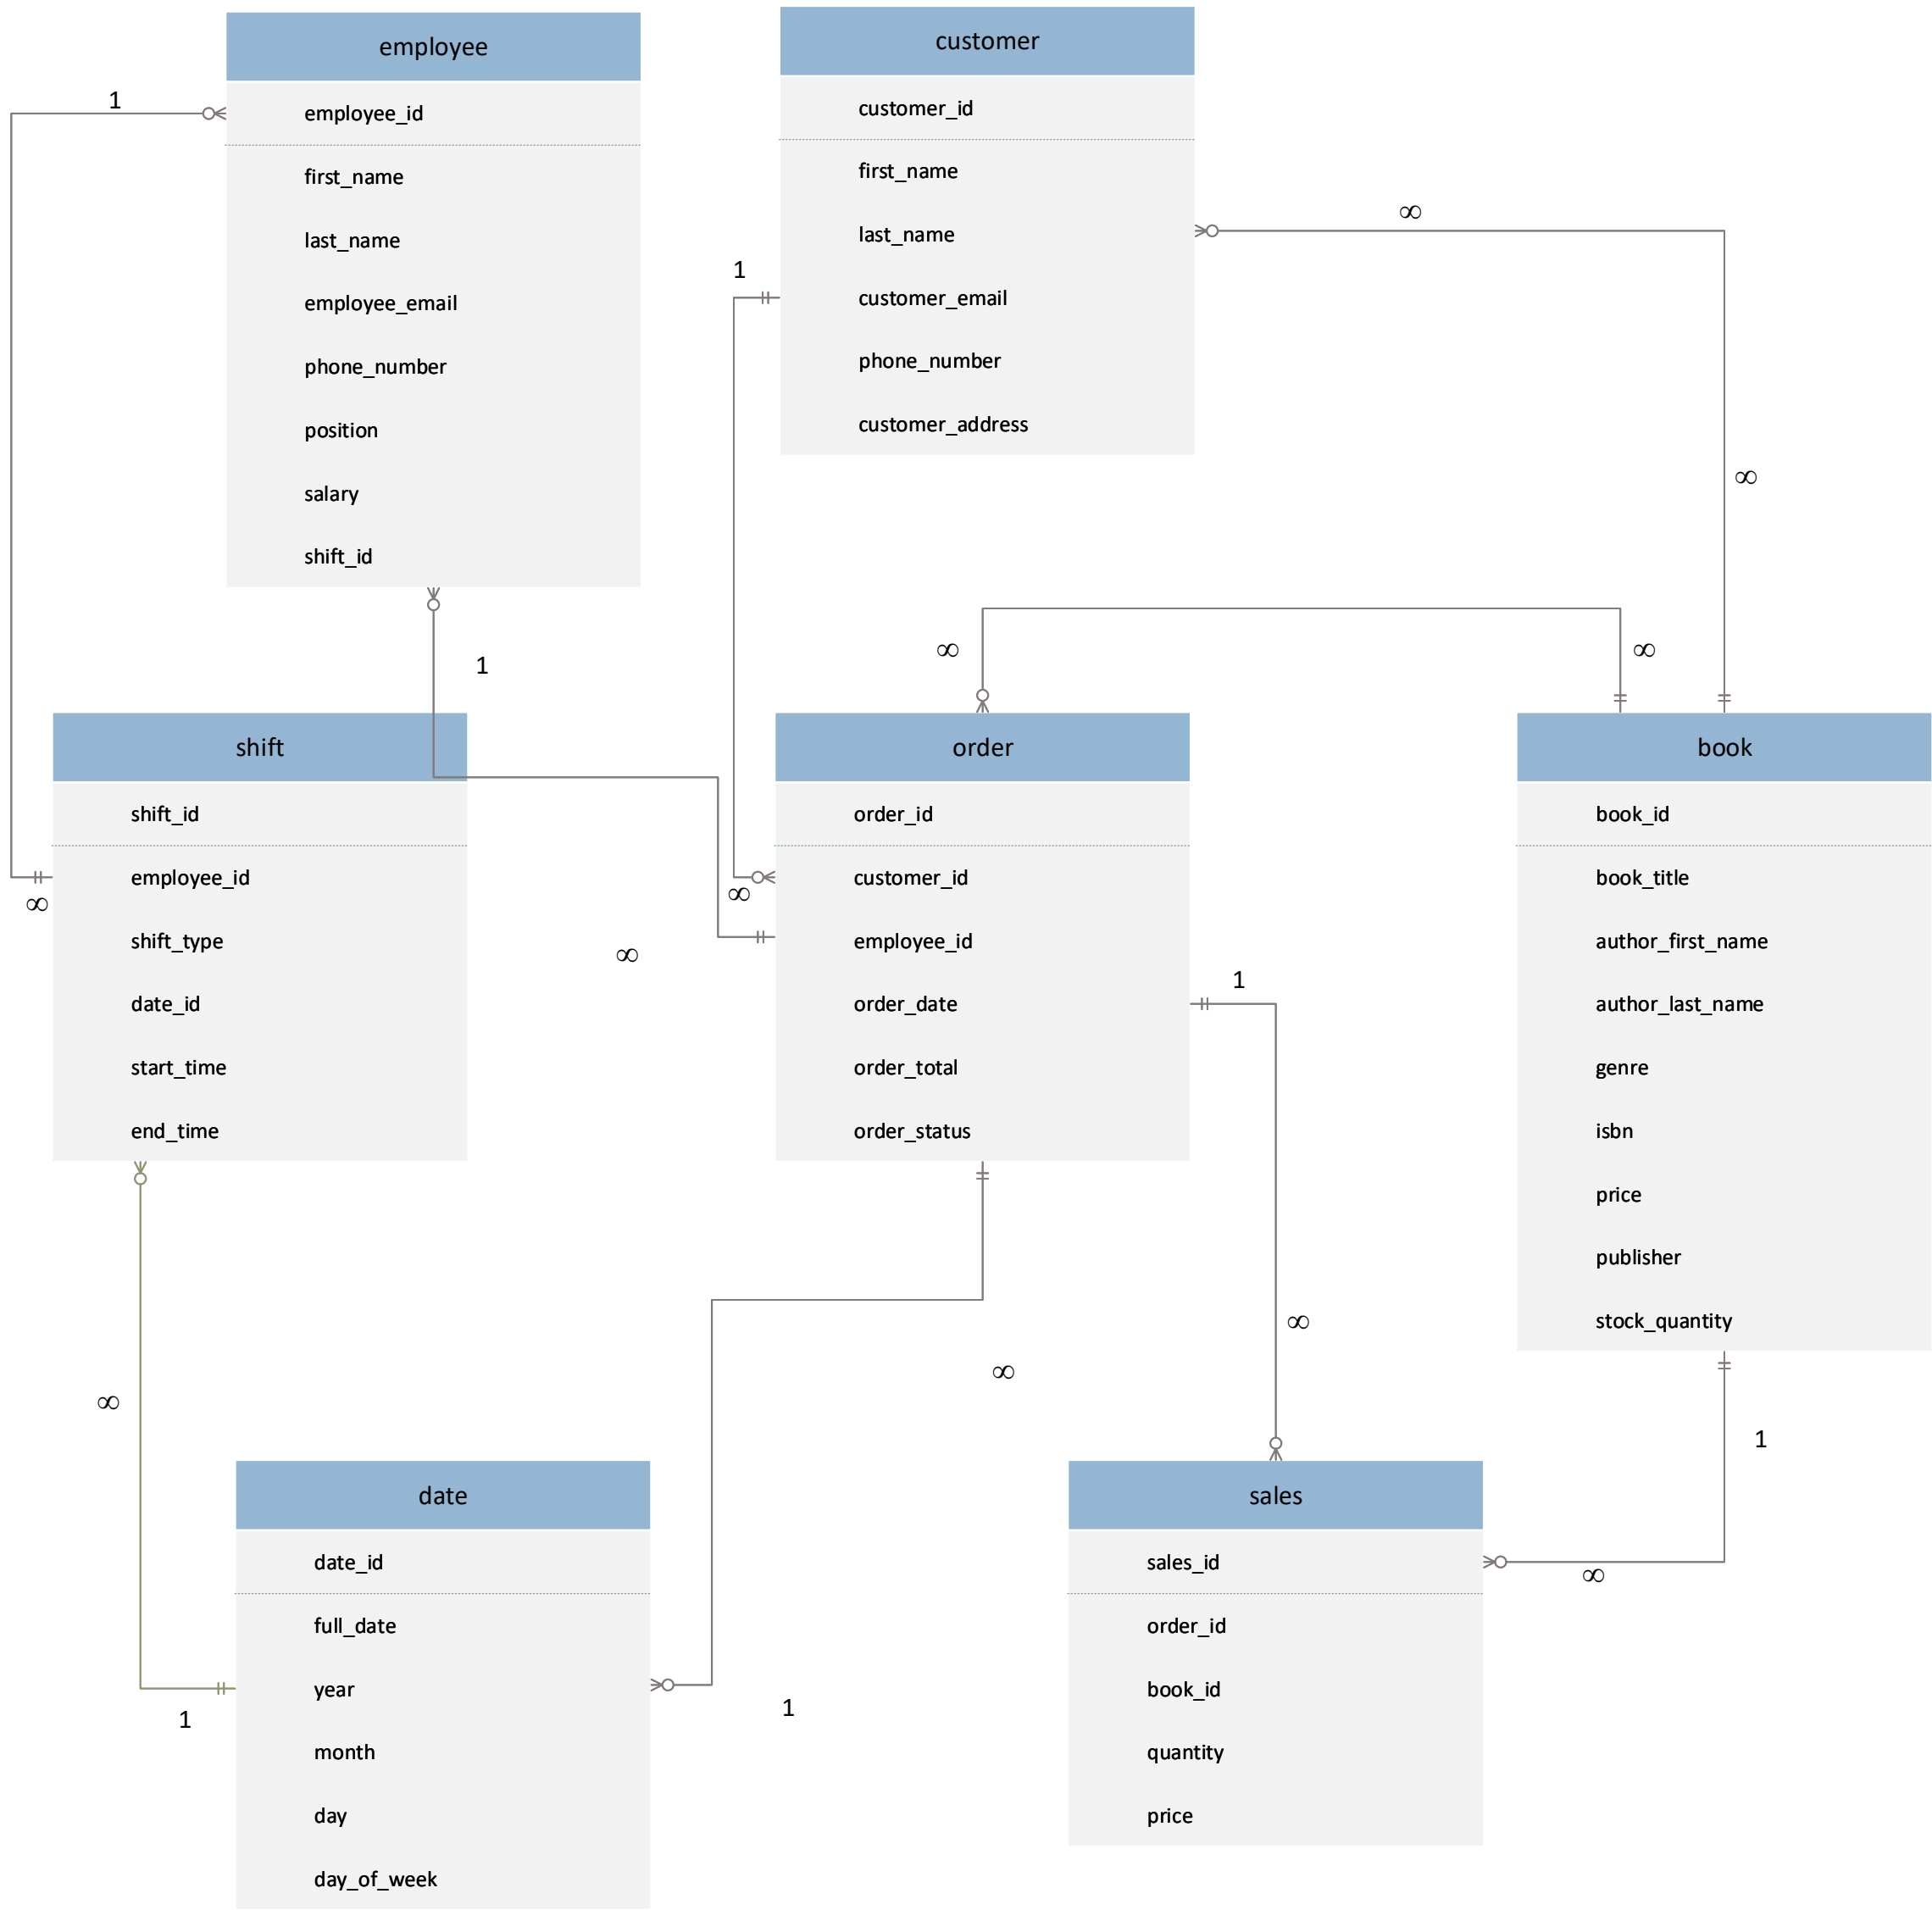 employee
employee_id
first_name
last_name
employee_email
phone_number
position
salary
shift_id
customer
customer_id
first_name
last_name
customer_email
phone_number
customer_address
1
∞
1
∞
1
∞
∞
shift
shift_id
employee_id
shift_type
date_id
start_time
end_time
order
order_id
customer_id
employee_id
order_date
order_total
order_status
book
book_id
book_title
author_first_name
author_last_name
genre
isbn
price
publisher
stock_quantity
∞
∞
∞
1
∞
∞
∞
1
date
date_id
full_date
year
month
day
day_of_week
sales
sales_id
order_id
book_id
quantity
price
∞
1
1